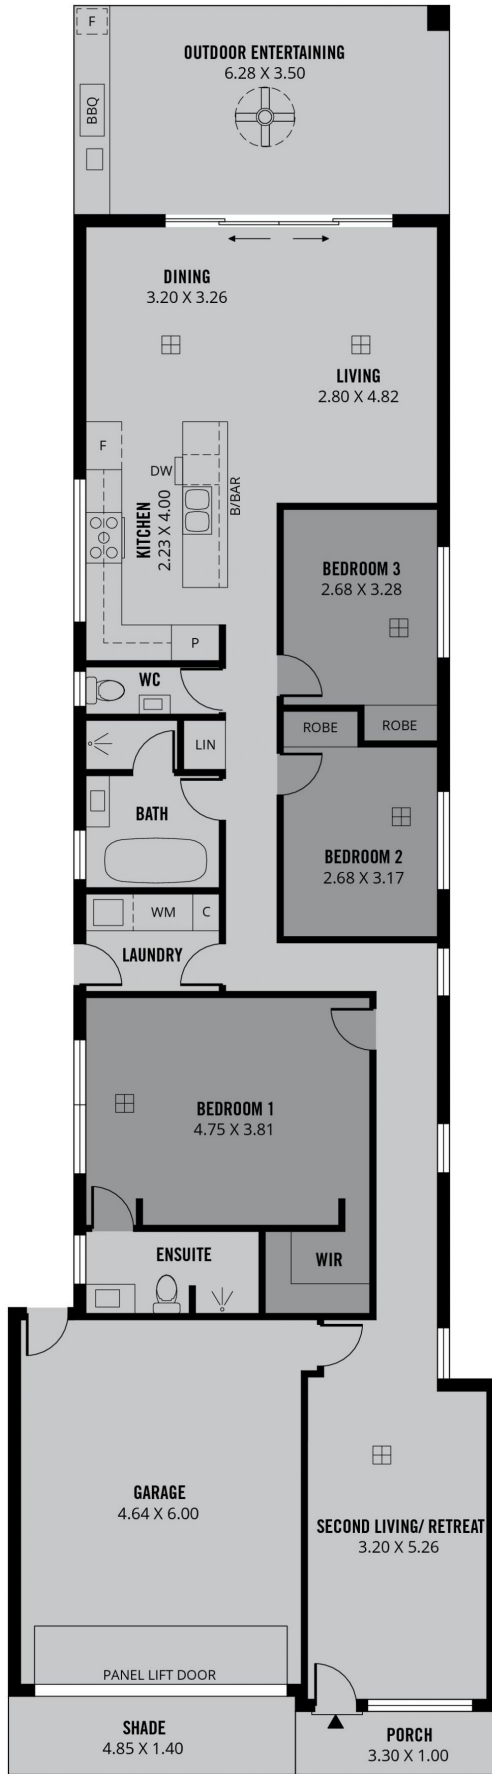 F
OUTDOOR ENTERTAINING
6.28 X 3.50
BBQ
DINING
3.20 X 3.26
LIVING
2.80 X 4.82
F
DW
B/BAR
KITCHEN
2.23 X 4.00
P
BEDROOM 3
2.68 X 3.28
WC
ROBE
ROBE
LIN
BATH
BEDROOM 2
2.68 X 3.17
WM
C
LAUNDRY
BEDROOM 1
4.75 X 3.81
ENSUITE
WIR
GARAGE
4.64 X 6.00
SECOND LIVING/ RETREAT
3.20 X 5.26
PANEL LIFT DOOR
SHADE
4.85 X 1.40
PORCH
3.30 X 1.00